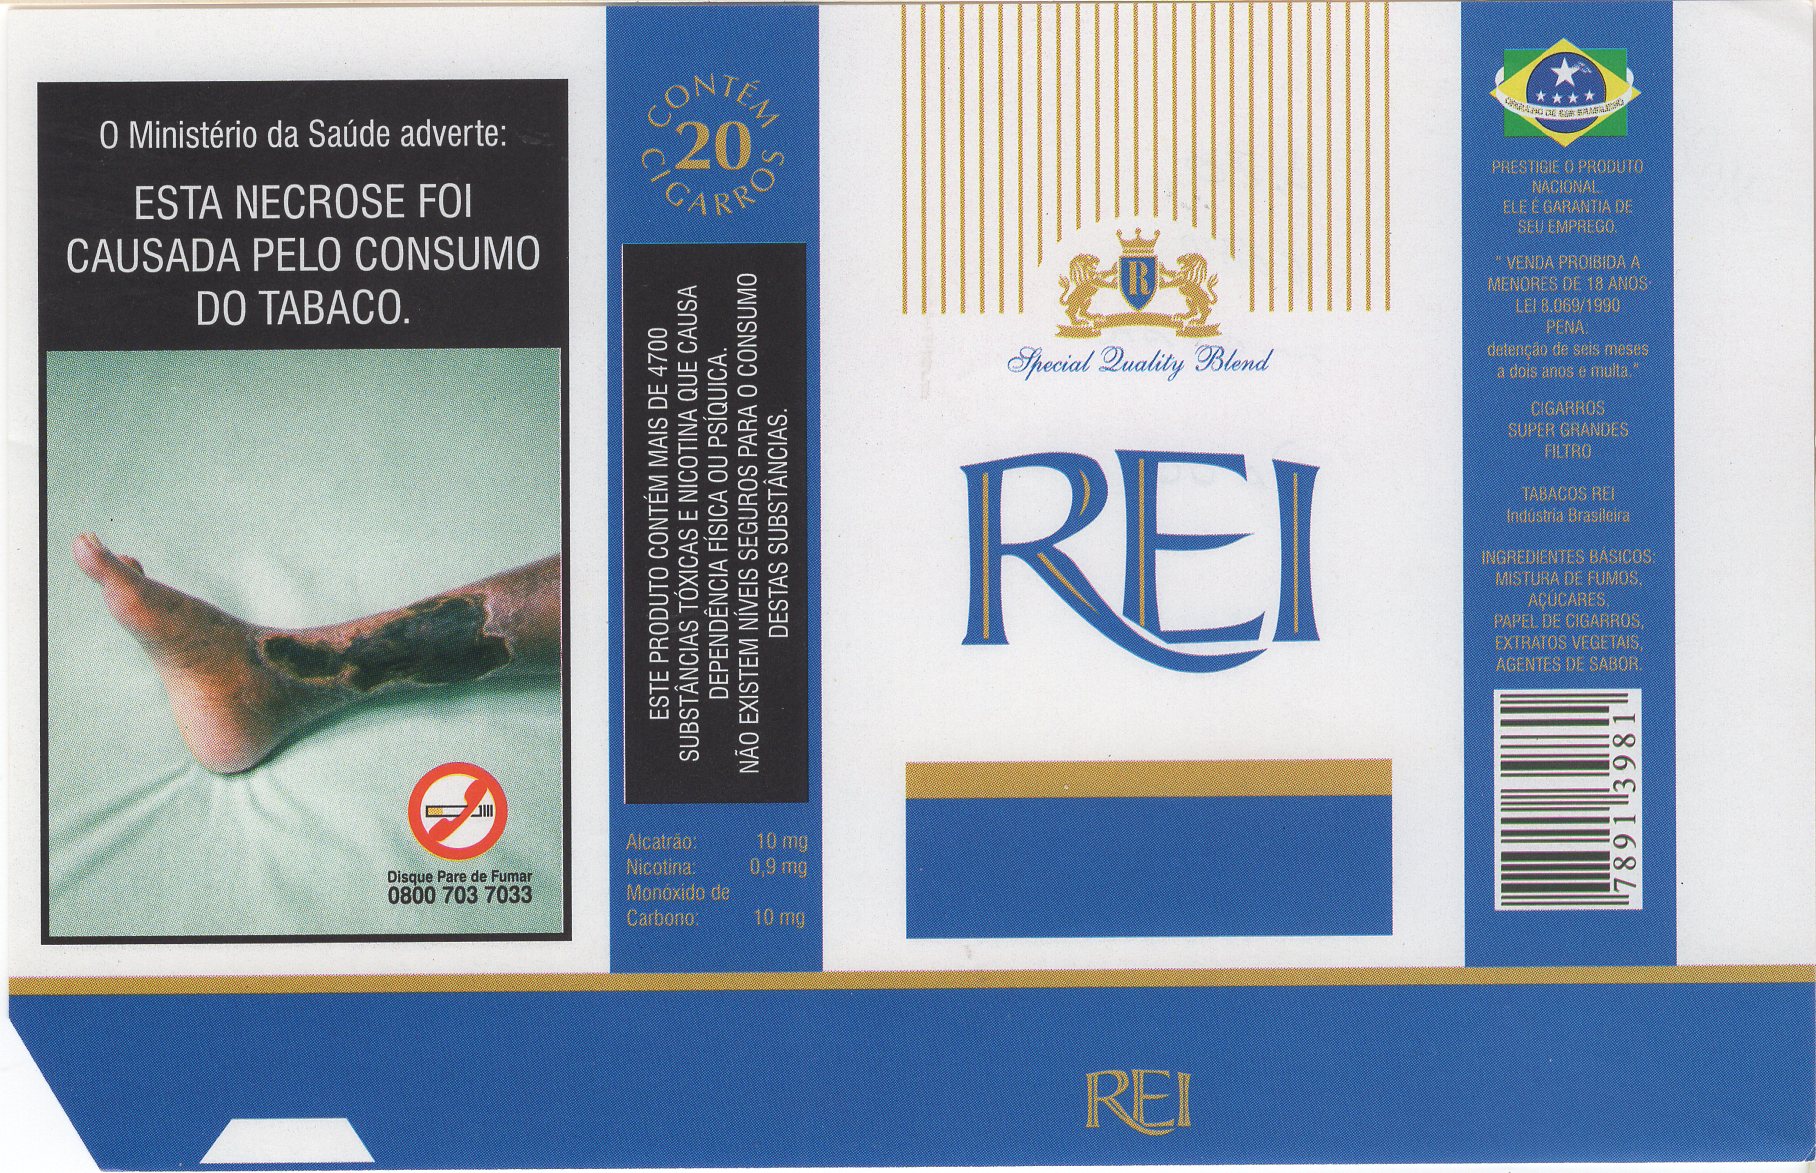 O Ministério da Saúde adverte:
ESTA NECROSE FOI
CAUSADA PELO CONSUMO
DO TABACO.
Disque Pare de Fumar
0800 703 7033
CONTÉM
20
CIGARROS
ESTE PRODUTO CONTÉM MAIS DE 4700
SUBSTÂNCIAS TÓXICAS E NICOTINA QUE CAUSA
DEPENDÊNCIA FÍSICA OU PSÍQUICA.
NÃO EXISTEM NÍVEIS SEGUROS PARA O CONSUMO
DESTAS SUBSTÂNCIAS.
Alcatrão: 10 mg
Nicotina: 0,9 mg
Monóxido de
Carbono: 10 mg
R
Special Quality Blend
REI
ORGULHO DE SER BRASILEIRO
PRESTIGIE O PRODUTO
NACIONAL.
ELE É GARANTIA DE
SEU EMPREGO.
" VENDA PROIBIDA A
MENORES DE 18 ANOS-
LEI 8.069/1990
PENA:
detenção de seis meses
a dois anos e multa."
CIGARROS
SUPER GRANDES
FILTRO
TABACOS REI
Indústria Brasileira
INGREDIENTES BÁSICOS:
MISTURA DE FUMOS,
AÇÚCARES,
PAPEL DE CIGARROS,
EXTRATOS VEGETAIS,
AGENTES DE SABOR.
7891 3981
REI